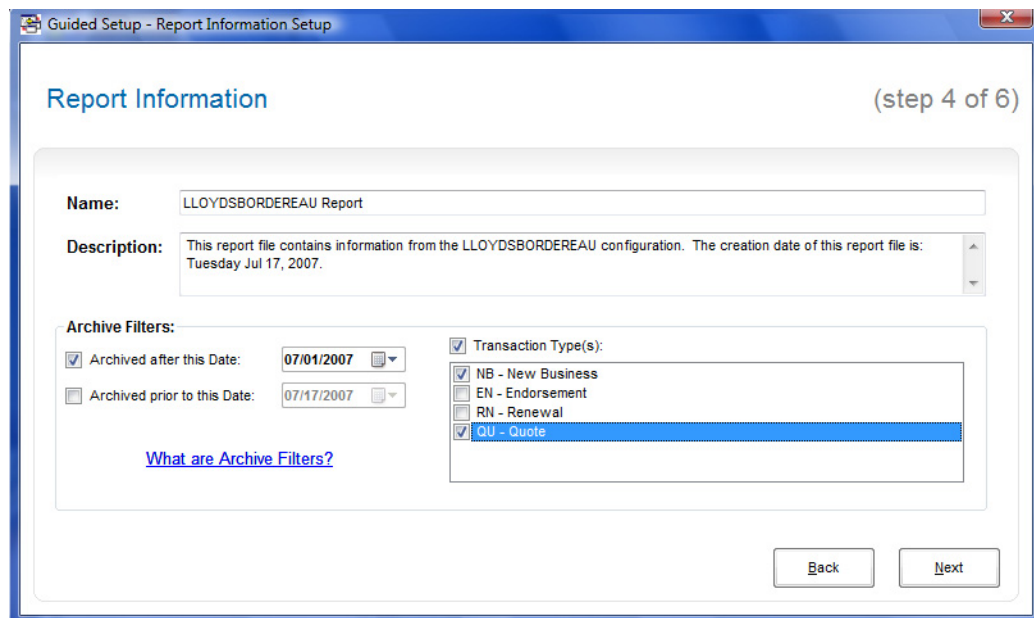 Guided Setup - Report Information Setup
Report Information
(step 4 of 6)
Name:
LLOYDSBORDEREAU Report
Description:
This report file contains information from the LLOYDSBORDEREAU configuration. The creation date of this report file is:
Tuesday Jul 17, 2007.
Archive Filters:
Archived after this Date:
07/01/2007
Archived prior to this Date:
07/17/2007
What are Archive Filters?
Transaction Type(s):
NB - New Business
EN - Endorsement
RN - Renewal
QU - Quote
Back
Next